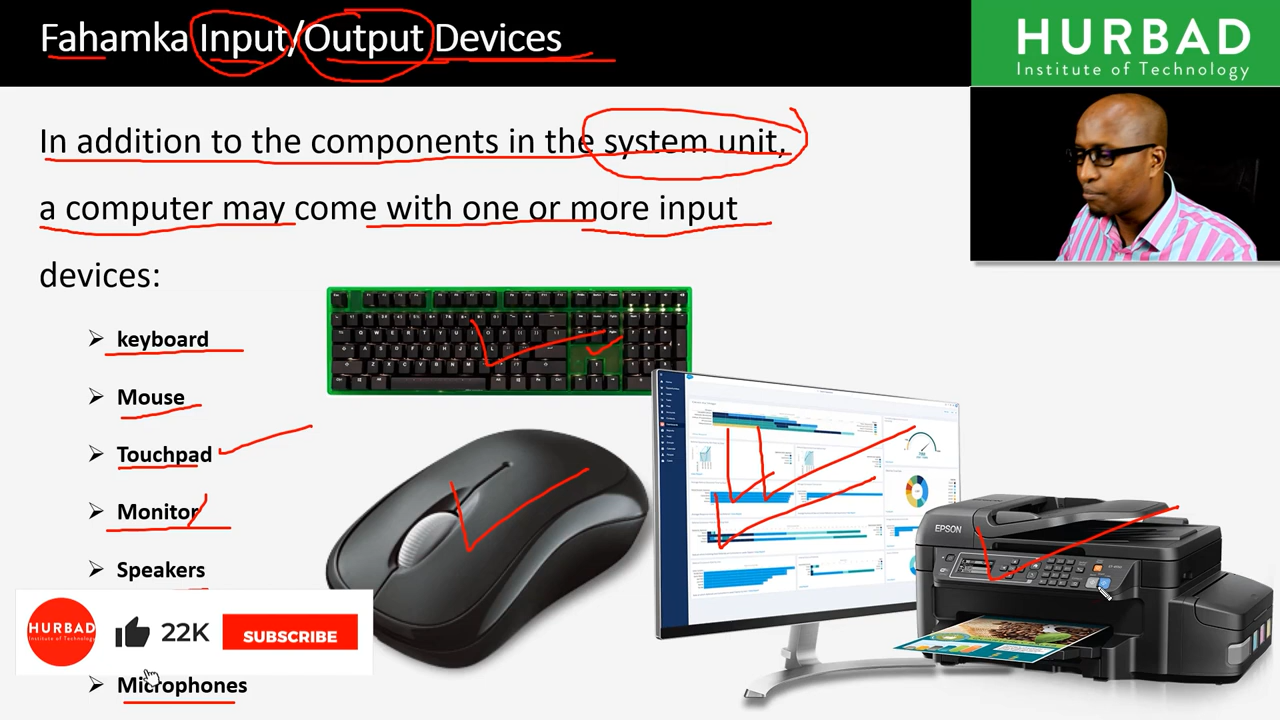 Fahamka Input/Output Devices
HURBAD
Institute of Technology
In addition to the components in the system unit,
a computer may come with one or more input
devices:
➢ keyboard
➢ Mouse
➢ Touchpad
➢ Monitor
➢ Speakers
➢ Microphones
EPSON
HURBAD
Institute of Technology
22K
SUBSCRIBE